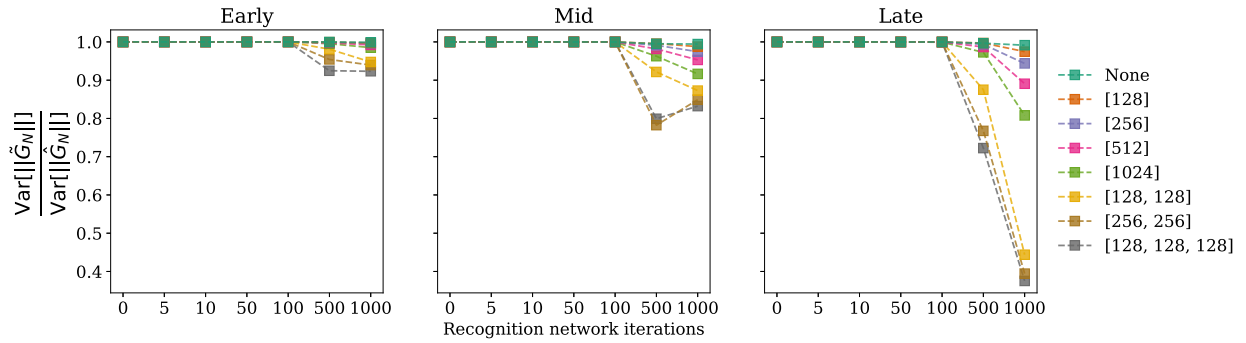 Early
Mid
Late
Var[||G̃_N||]
Var[||Ĝ_N||]
1.0
0.9
0.8
0.7
0.6
0.5
0.4
0 5 10 50 100 500 1000
0 5 10 50 100 500 1000
0 5 10 50 100 500 1000
Recognition network iterations
None
[128]
[256]
[512]
[1024]
[128, 128]
[256, 256]
[128, 128, 128]